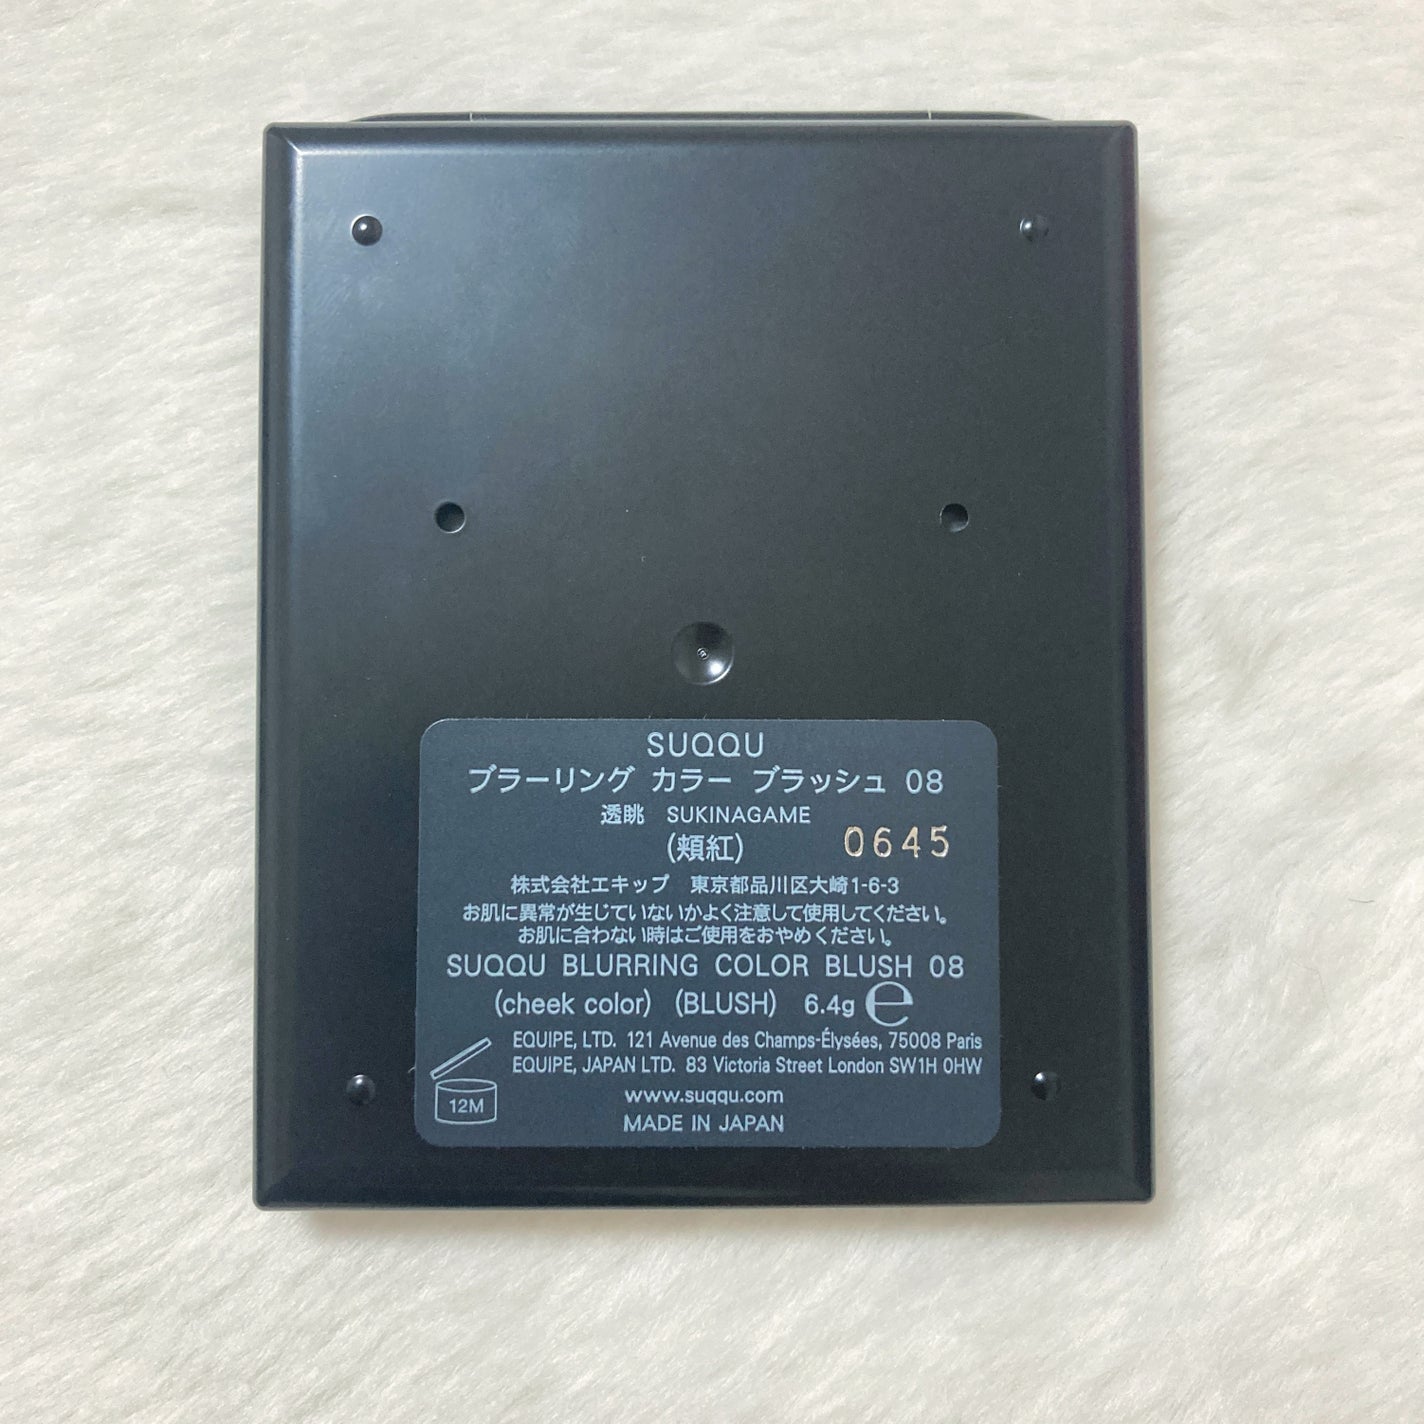 SUQQU
ブラーリング カラー ブラッシュ 08
透眺 SUKINAGAME
(頬紅) 0645
株式会社エキップ 東京都品川区大崎1-6-3
お肌に異常が生じていないかよく注意して使用してください。
お肌に合わない時はご使用をおやめください。
SUQQU BLURRING COLOR BLUSH 08
(cheek color) (BLUSH) 6.4g ℮
EQUIPE, LTD. 121 Avenue des Champs-Élysées, 75008 Paris
EQUIPE, JAPAN LTD. 83 Victoria Street London SW1H 0HW
12M
www.suqqu.com
MADE IN JAPAN